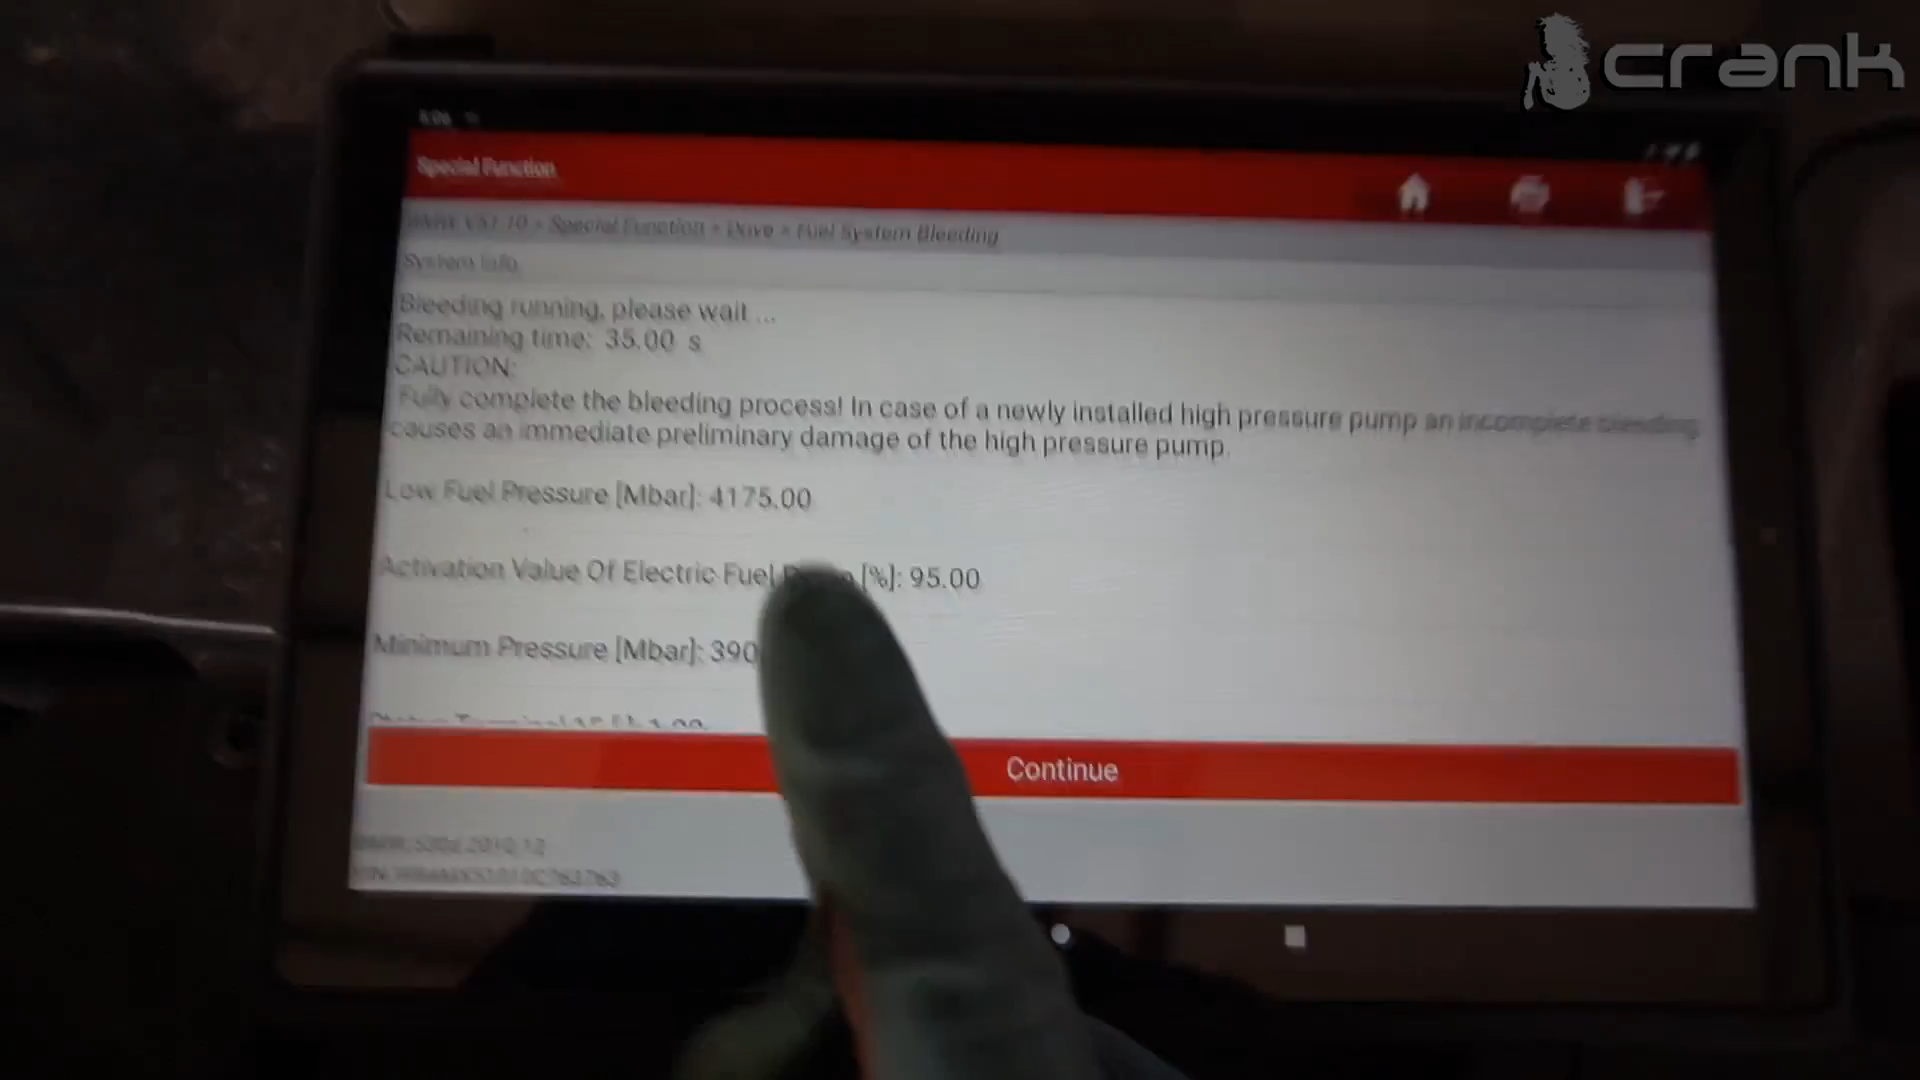 crank
Special Function
Special Function > Drive > Fuel System Bleeding
System Info
Bleeding running, please wait ...
Remaining time: 35.00 s
CAUTION:
Fully complete the bleeding process! In case of a newly installed high pressure pump an incomplete bleeding
causes an immediate preliminary damage of the high pressure pump.
Low Fuel Pressure [Mbar]: 4175.00
Activation Value Of Electric Fuel [%]: 95.00
Minimum Pressure [Mbar]: 390
Continue